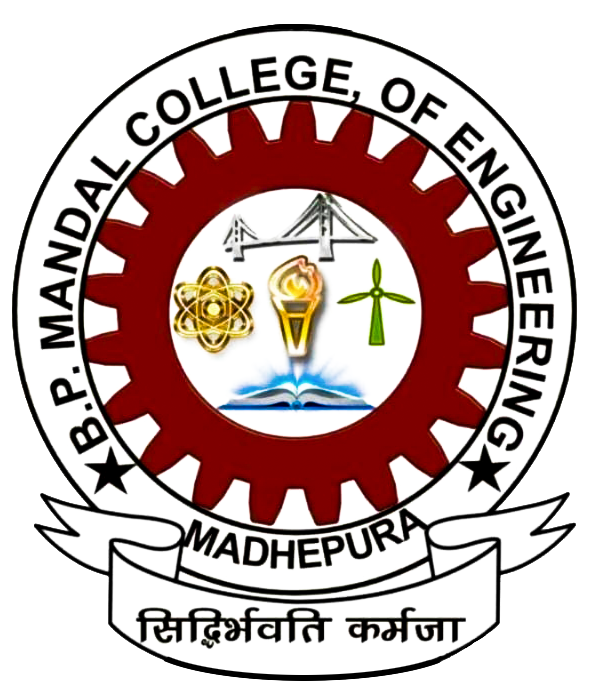 B.P. MANDAL COLLEGE, OF ENGINEERING
MADHEPURA
सिद्धिर्भवति कर्मजा